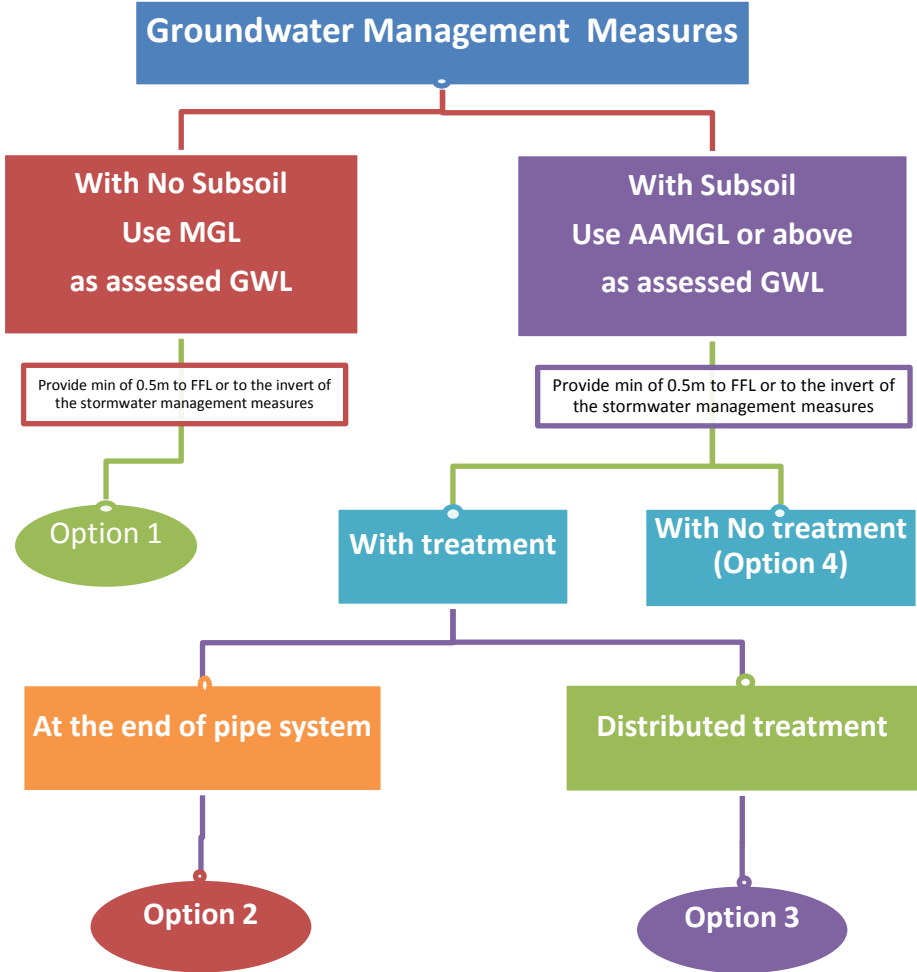 Groundwater Management Measures
With No Subsoil
Use MGL
as assessed GWL
With Subsoil
Use AAMGL or above
as assessed GWL
Provide min of 0.5m to FFL or to the invert of
the stormwater management measures
Provide min of 0.5m to FFL or to the invert of
the stormwater management measures
Option 1
With treatment
With No treatment
(Option 4)
At the end of pipe system
Distributed treatment
Option 2
Option 3